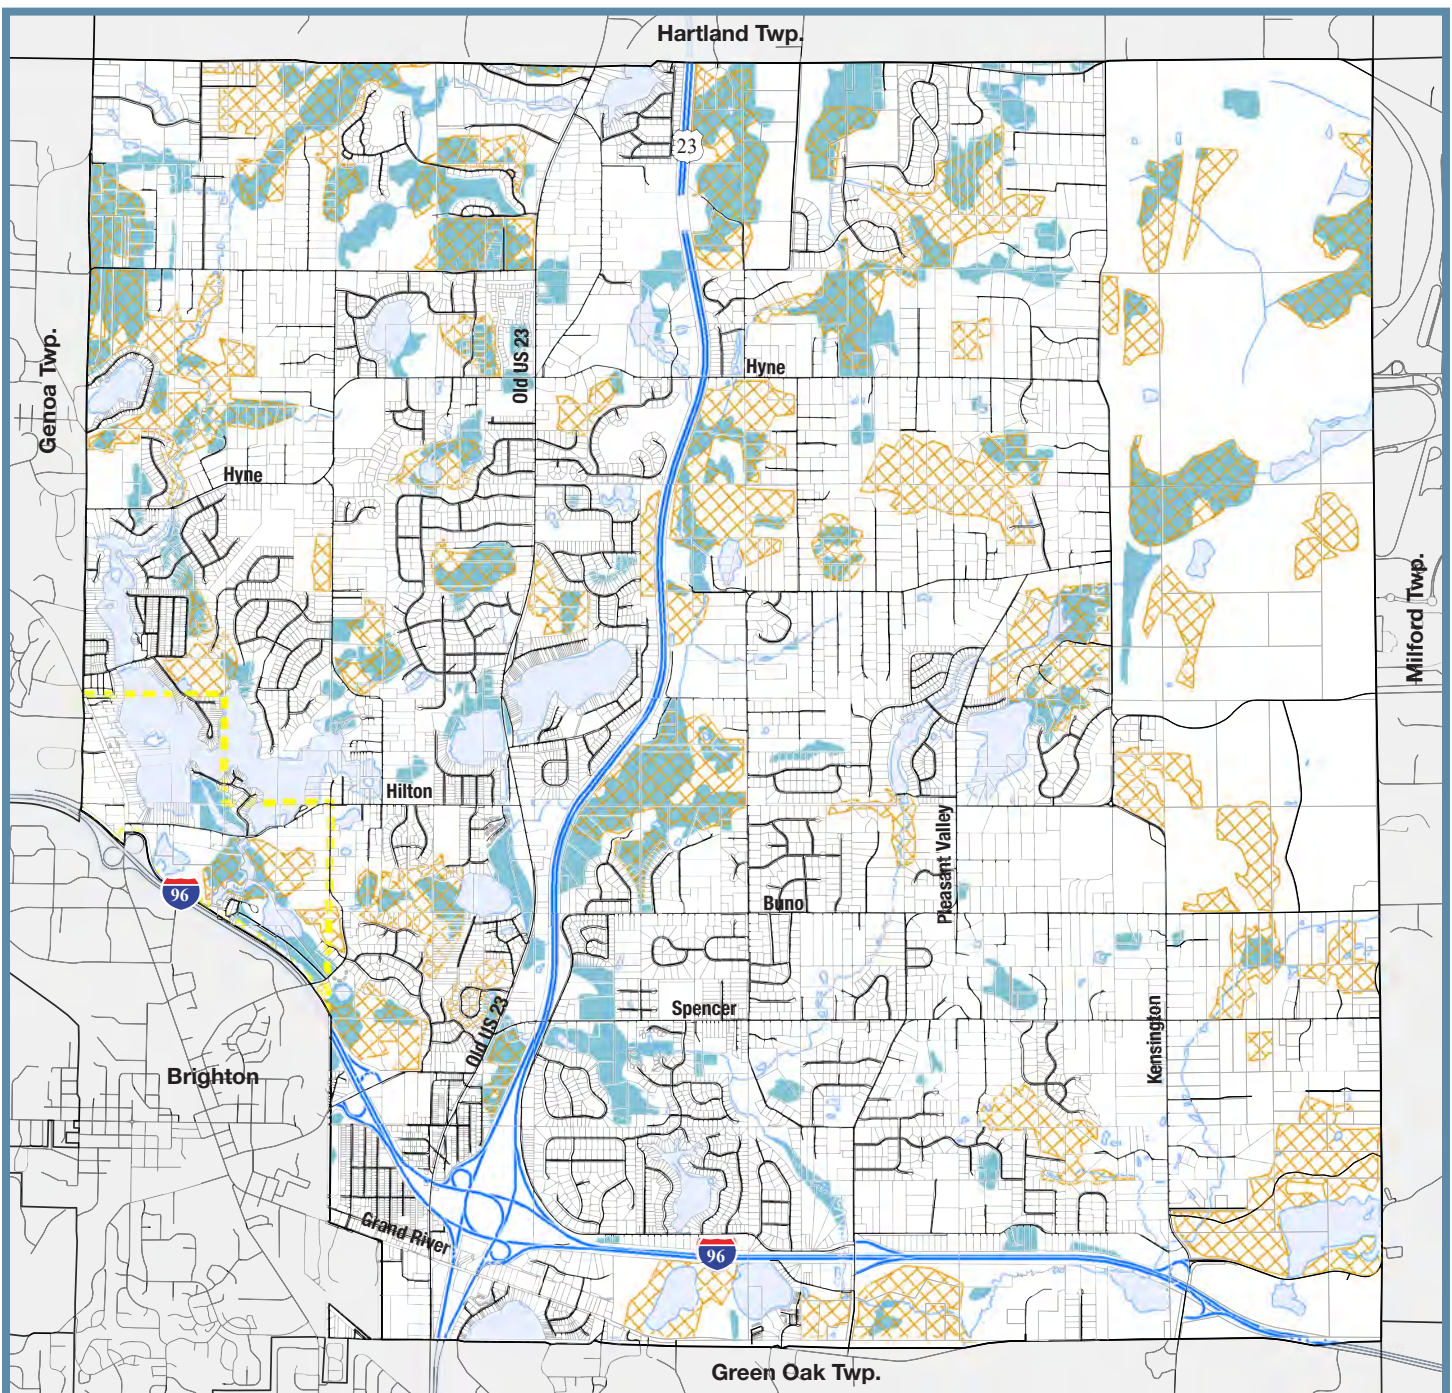 Hartland Twp.
23
Genoa Twp.
Old US 23
Hyne
Hyne
Milford Twp.
Hilton
Pleasant Valley
96
Buno
Old US 23
Spencer
Kensington
Brighton
Grand River
96
Green Oak Twp.